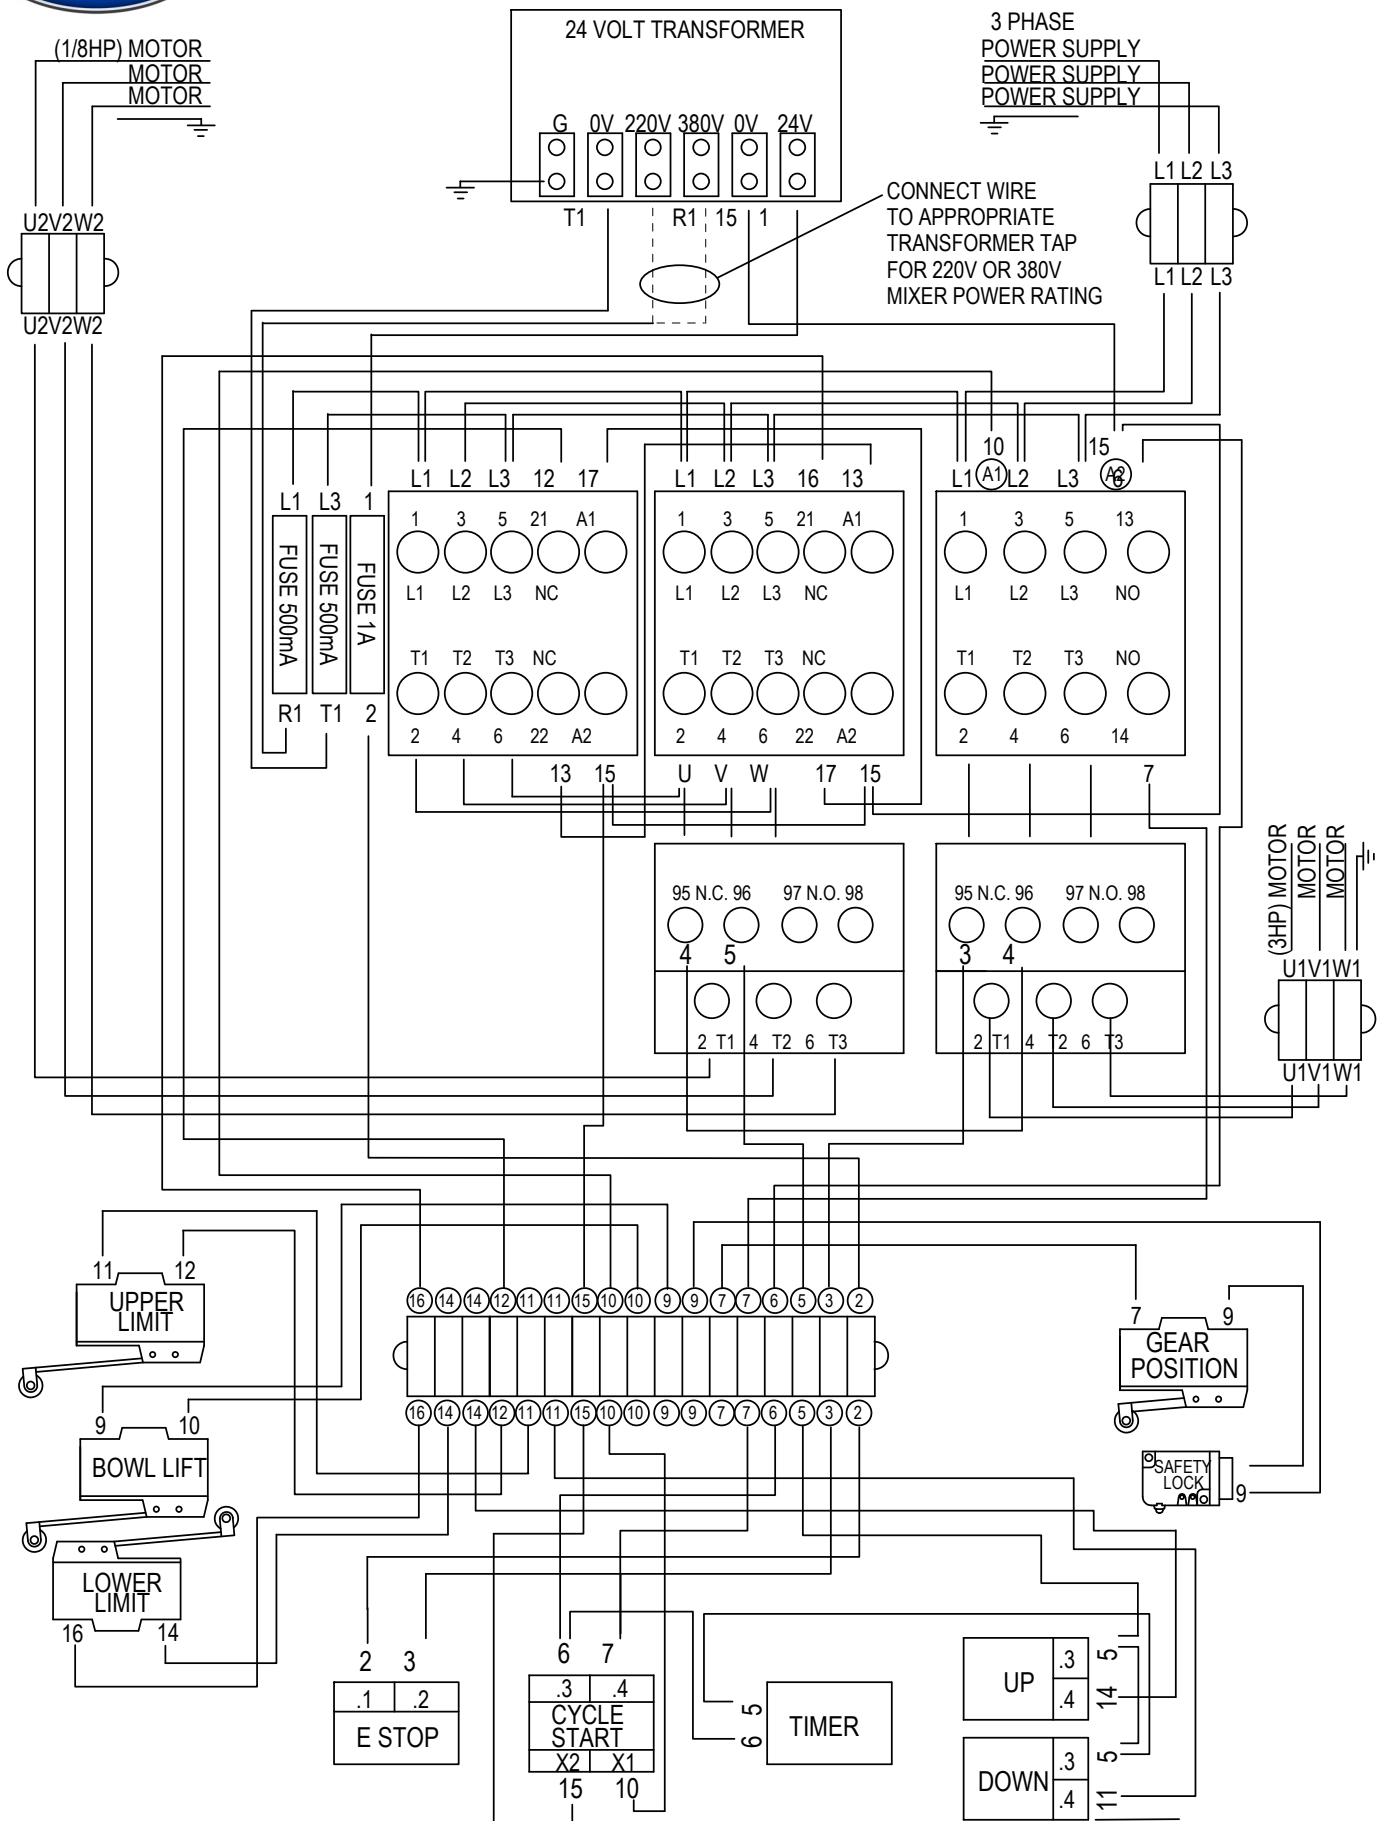 24 VOLT TRANSFORMER
3 PHASE
(1/8HP) MOTOR
MOTOR
MOTOR
POWER SUPPLY
POWER SUPPLY
POWER SUPPLY
G 0V 220V 380V 0V 24V
T1 R1 15 1
CONNECT WIRE
TO APPROPRIATE
TRANSFORMER TAP
FOR 220V OR 380V
MIXER POWER RATING
L1 L2 L3
L1 L2 L3
U2V2W2
U2V2W2
10 15
A1 A2 6
L1 L2 L3 12 17
L1 L2 L3 16 13
L1 L2 L3
L1 L3 1
FUSE 500mA
FUSE 500mA
FUSE 1A
R1 T1 2
1 3 5 21 A1
L1 L2 L3 NC
T1 T2 T3 NC
2 4 6 22 A2
13 15
1 3 5 21 A1
L1 L2 L3 NC
T1 T2 T3 NC
2 4 6 22 A2
U V W 17 15
1 3 5 13
L1 L2 L3 NO
T1 T2 T3 NO
2 4 6 14
7
95 N.C. 96 97 N.O. 98
4 5
2 T1 4 T2 6 T3
95 N.C. 96 97 N.O. 98
3 4
2 T1 4 T2 6 T3
(3HP) MOTOR
MOTOR
MOTOR
U1V1W1
U1V1W1
11 12
UPPER
LIMIT
9 10
BOWL LIFT
LOWER
LIMIT
16 14
16 14 14 12 11 11 15 10 10 9 9 7 7 6 5 3 2
16 14 14 12 11 11 15 10 10 9 9 7 7 6 5 3 2
7 9
GEAR
POSITION
SAFETY
LOCK
9
2 3
.1 .2
E STOP
6 7
.3 .4
CYCLE
START
X2 X1
15 10
5
6
TIMER
UP
.3 5
.4 14
DOWN
.3 5
.4 11